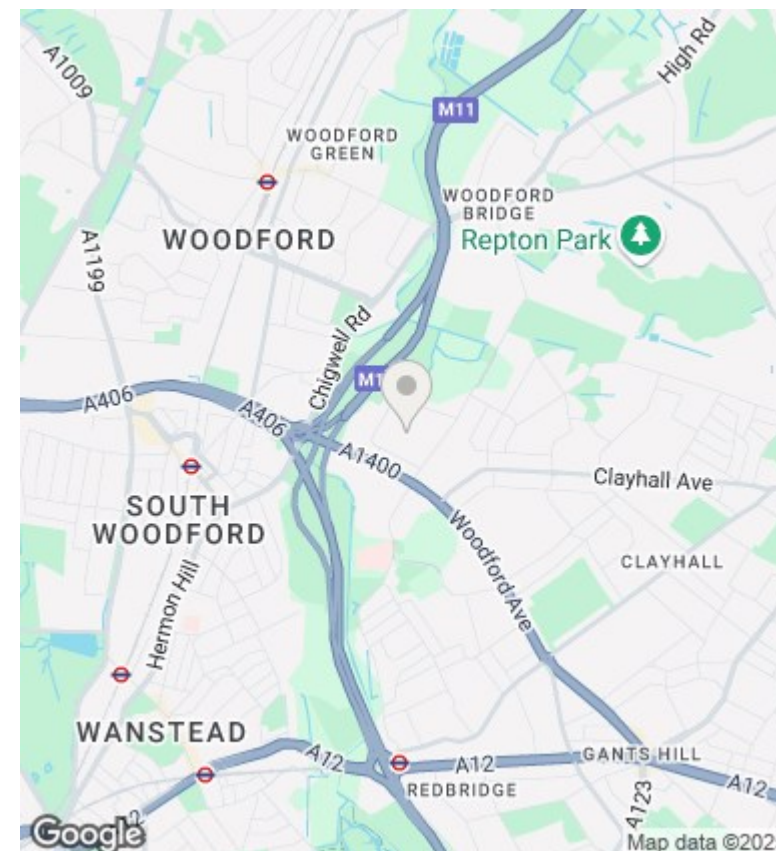 A1009
High Rd
M11
WOODFORD
GREEN
WOODFORD
BRIDGE
WOODFORD
Repton Park
A1199
Chigwell Rd
M1
A406
A406
A1400
Clayhall Ave
SOUTH
WOODFORD
Woodford Ave
CLAYHALL
Hermon Hill
WANSTEAD
A12
A12
GANTS HILL
A12
REDBRIDGE
A123
2
Google
Map data ©202